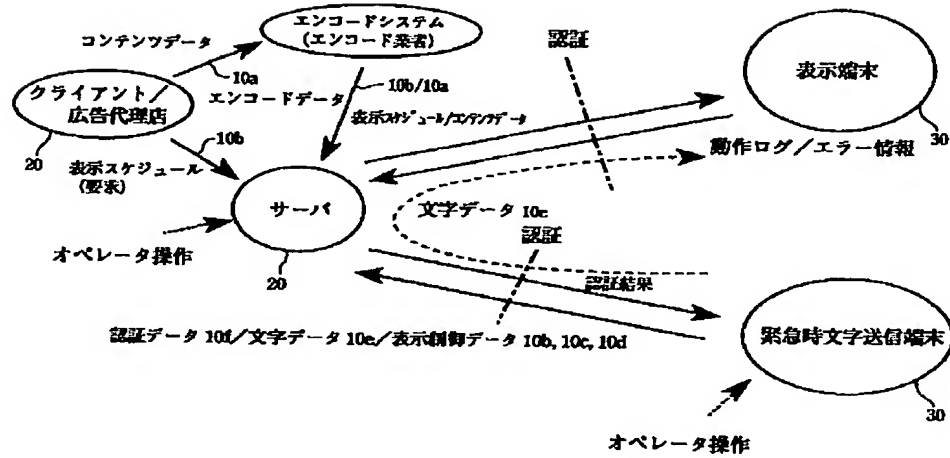 エンコードシステム
(エンコード業者)
コンテンツデータ
10a
認証
表示端末
30
クライアント/
広告代理店
20
エンコードデータ
10b/10a
表示スケジュール/コンテンツデータ
10b
表示スケジュール
(要求)
動作ログ/エラー情報
サーバ
20
文字データ 10e
認証
オペレータ操作
認証結果
認証データ 10f/文字データ 10e/表示制御データ 10b, 10c, 10d
緊急時文字送信端末
30
オペレータ操作